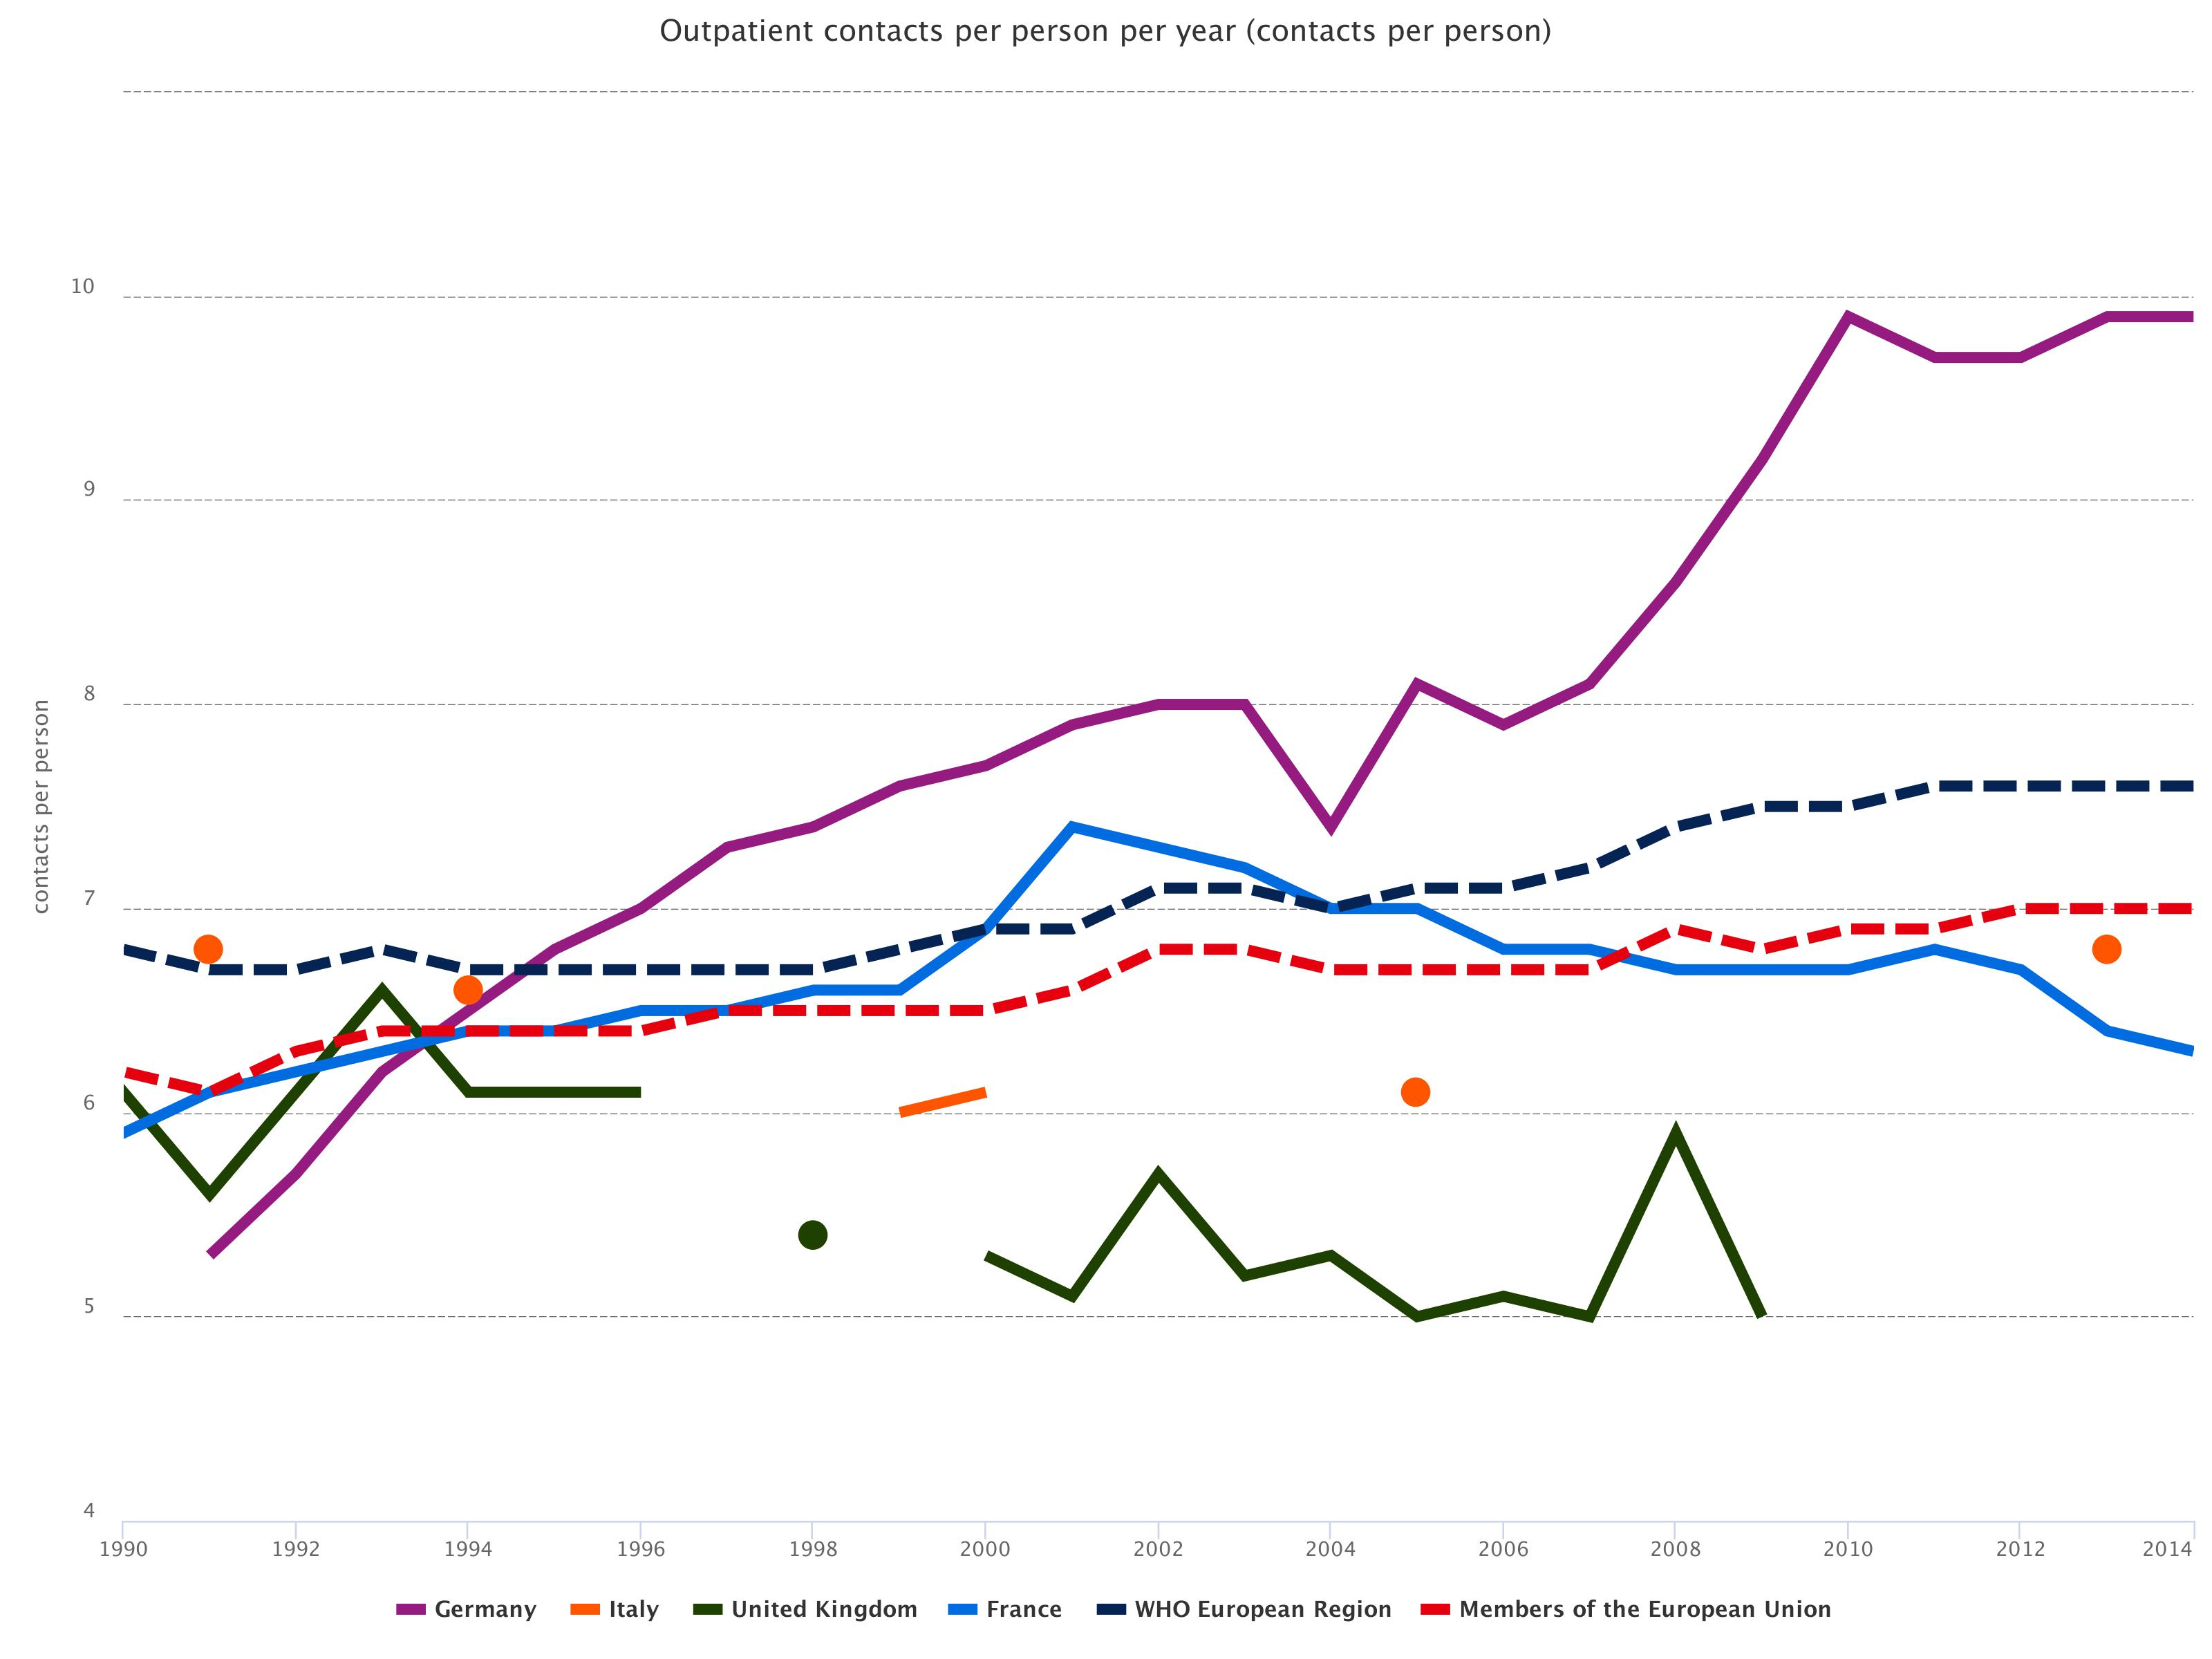 Outpatient contacts per person per year (contacts per person)
contacts per person
10
9
8
7
6
5
4
1990 1992 1994 1996 1998 2000 2002 2004 2006 2008 2010 2012 2014
Germany Italy United Kingdom France WHO European Region Members of the European Union